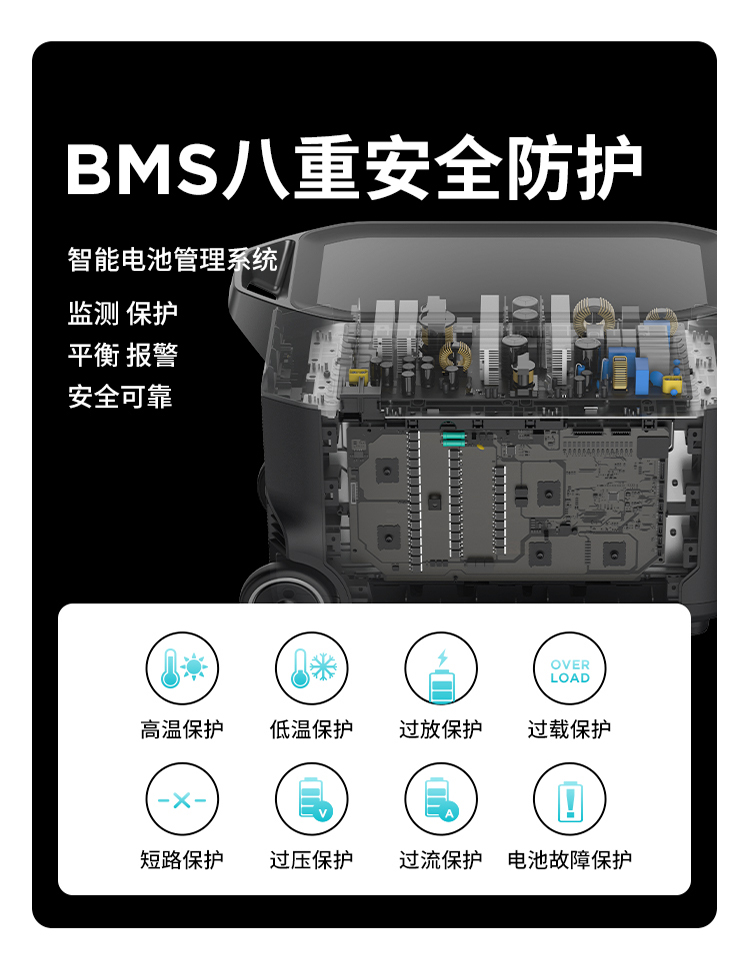 BMS八重安全防护
智能电池管理系统
监测 保护
平衡 报警
安全可靠
OVER
LOAD
高温保护
低温保护
过放保护
过载保护
V
A
短路保护
过压保护
过流保护
电池故障保护